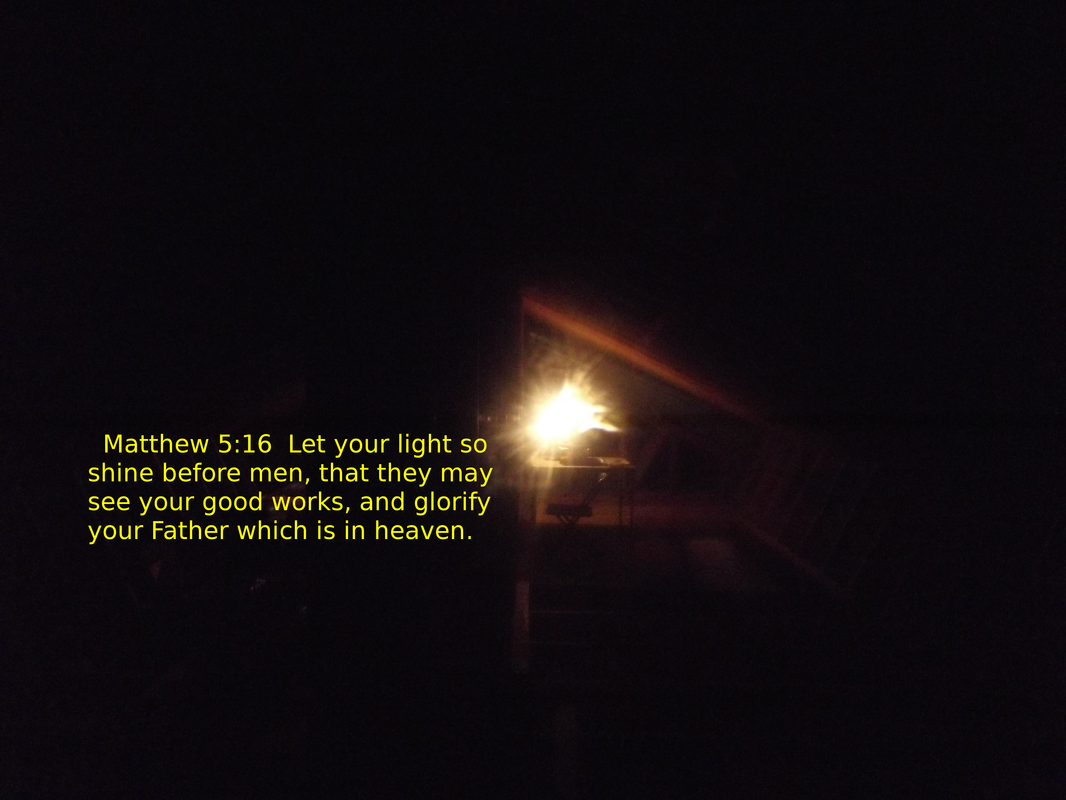 Matthew 5:16  Let your light so
shine before men, that they may
see your good works, and glorify
your Father which is in heaven.